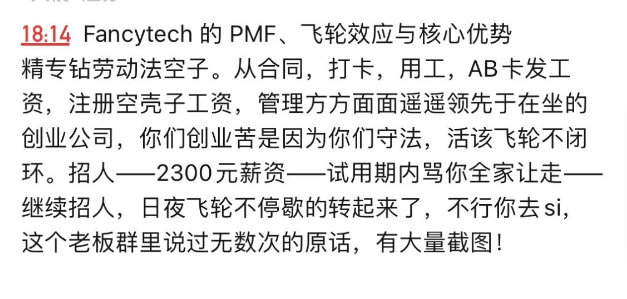 18:14 Fancytech 的 PMF、飞轮效应与核心优势
精专钻劳动法空子。从合同，打卡，用工，AB卡发工
资，注册空壳子工资，管理方方面面遥遥领先于在坐的
创业公司，你们创业苦是因为你们守法，活该飞轮不闭
环。招人——2300元薪资——试用期内骂你全家让走——
继续招人，日夜飞轮不停歇的转起来了，不行你去si，
这个老板群里说过无数次的原话，有大量截图！